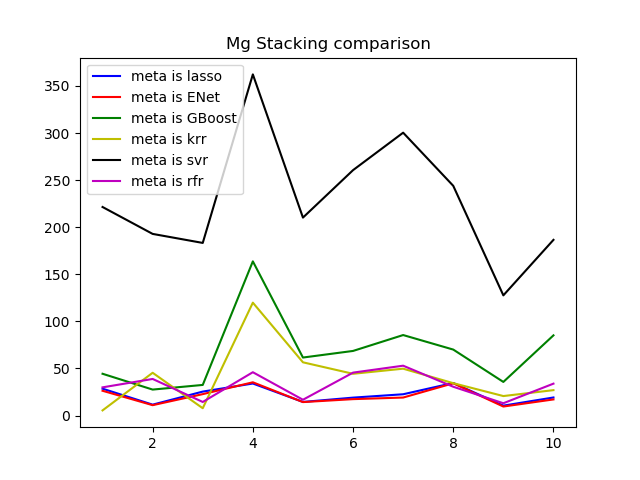 Mg Stacking comparison
meta is lasso
meta is ENet
meta is GBoost
meta is krr
meta is svr
meta is rfr
350
300
250
200
150
100
50
0
2 4 6 8 10